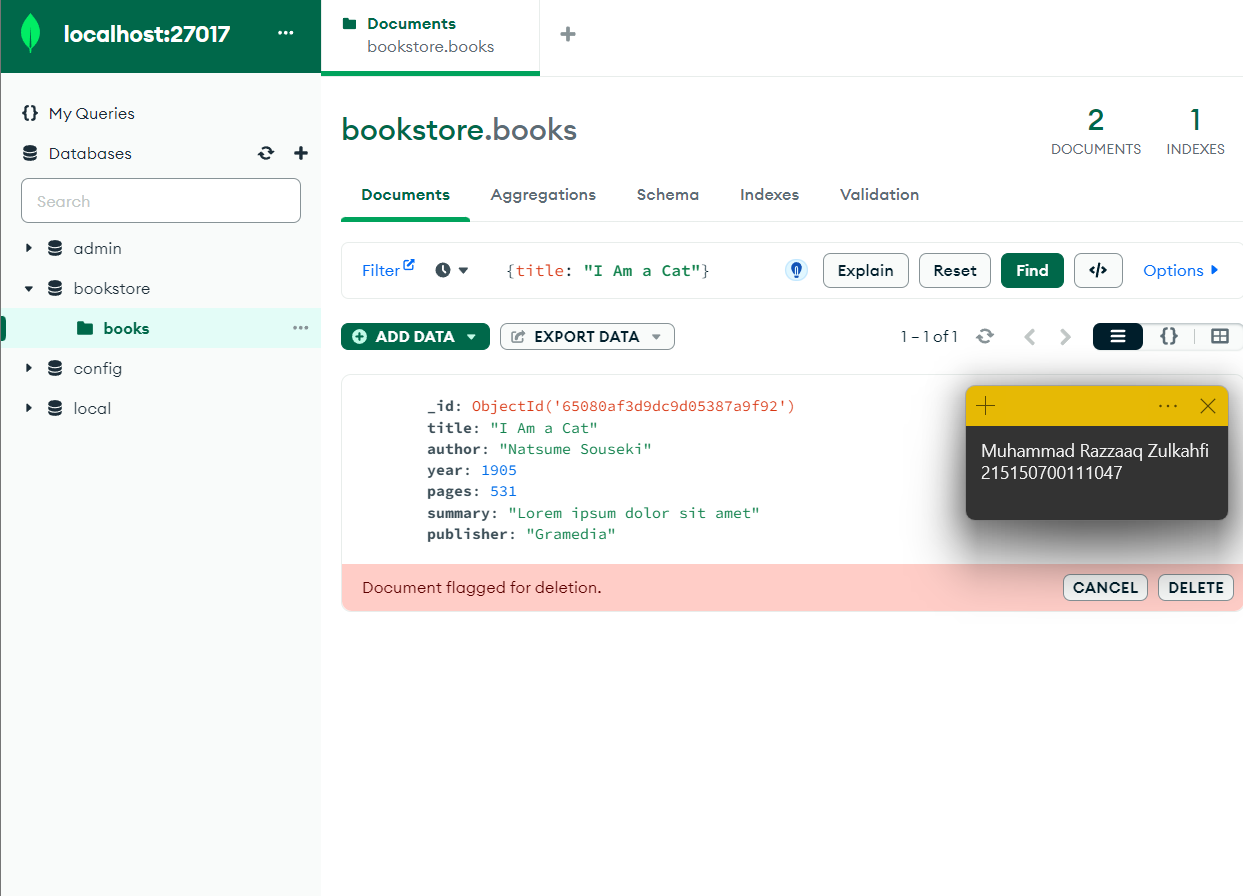 localhost:27017
Documents
bookstore.books
My Queries
Databases
Search
admin
bookstore
books
config
local
bookstore.books
2
DOCUMENTS
1
INDEXES
Documents
Aggregations
Schema
Indexes
Validation
Filter
{title: "I Am a Cat"}
Explain
Reset
Find
</>
Options
ADD DATA
EXPORT DATA
1 – 1 of 1
{}
_id: ObjectId('65080af3d9dc9d05387a9f92')
title: "I Am a Cat"
author: "Natsume Souseki"
year: 1905
pages: 531
summary: "Lorem ipsum dolor sit amet"
publisher: "Gramedia"
Muhammad Razzaaq Zulkahfi
215150700111047
Document flagged for deletion.
CANCEL
DELETE